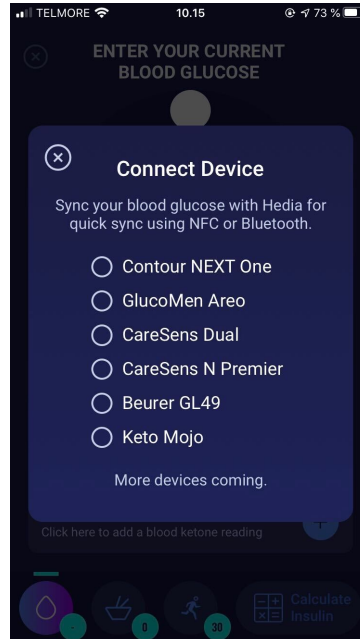 TELMORE 10.15 73 %
ENTER YOUR CURRENT
BLOOD GLUCOSE
Connect Device
Sync your blood glucose with Hedia for
quick sync using NFC or Bluetooth.
Contour NEXT One
GlucoMen Areo
CareSens Dual
CareSens N Premier
Beurer GL49
Keto Mojo
More devices coming.
Click here to add a blood ketone reading
- 0 30
Calculate
Insulin